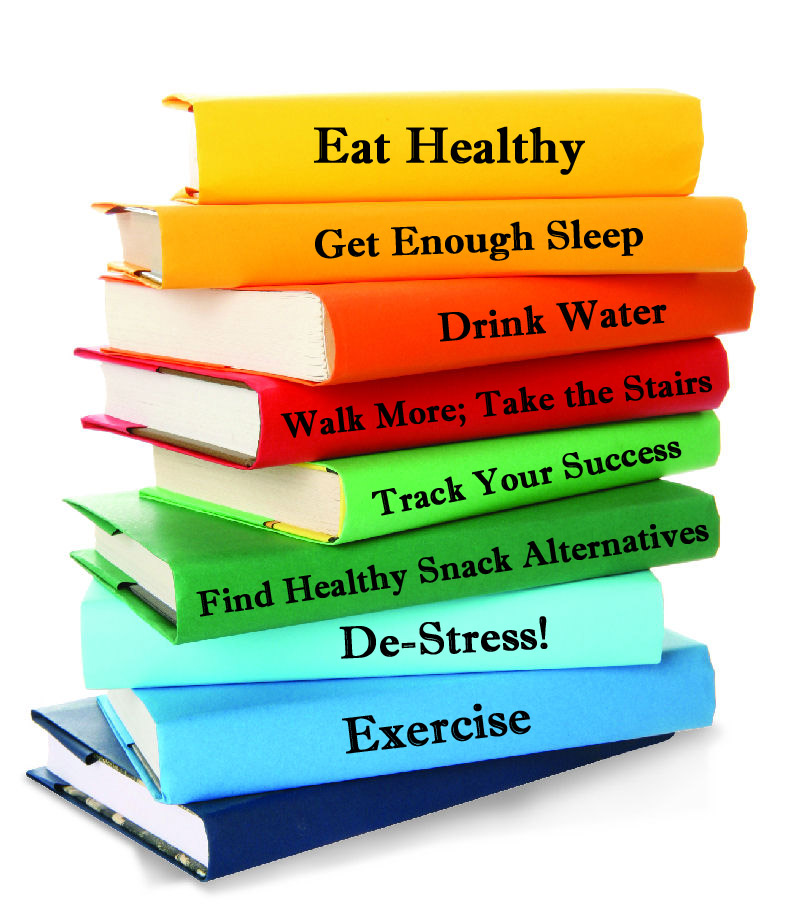 Eat Healthy
Get Enough Sleep
Drink Water
Walk More; Take the Stairs
Track Your Success
Find Healthy Snack Alternatives
De-Stress!
Exercise